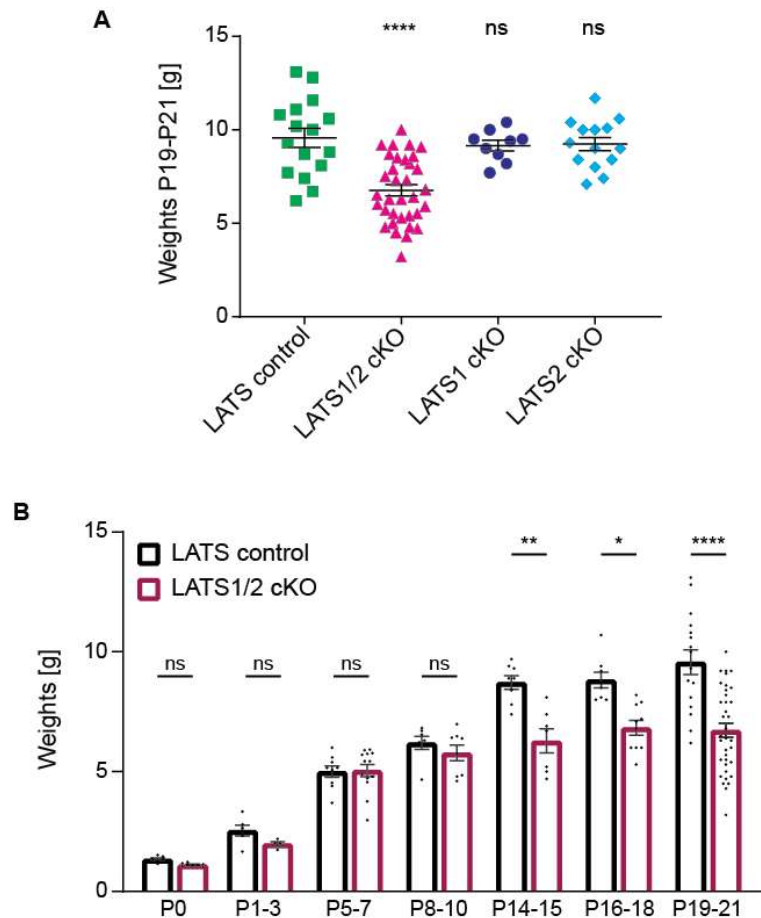 A
**** ns ns
15
10
5
0
Weights P19-P21 [g]
LATS control
LATS1/2 cKO
LATS1 cKO
LATS2 cKO
B
15
10
5
0
Weights [g]
LATS control
LATS1/2 cKO
** * ****
ns ns ns ns
P0 P1-3 P5-7 P8-10 P14-15 P16-18 P19-21